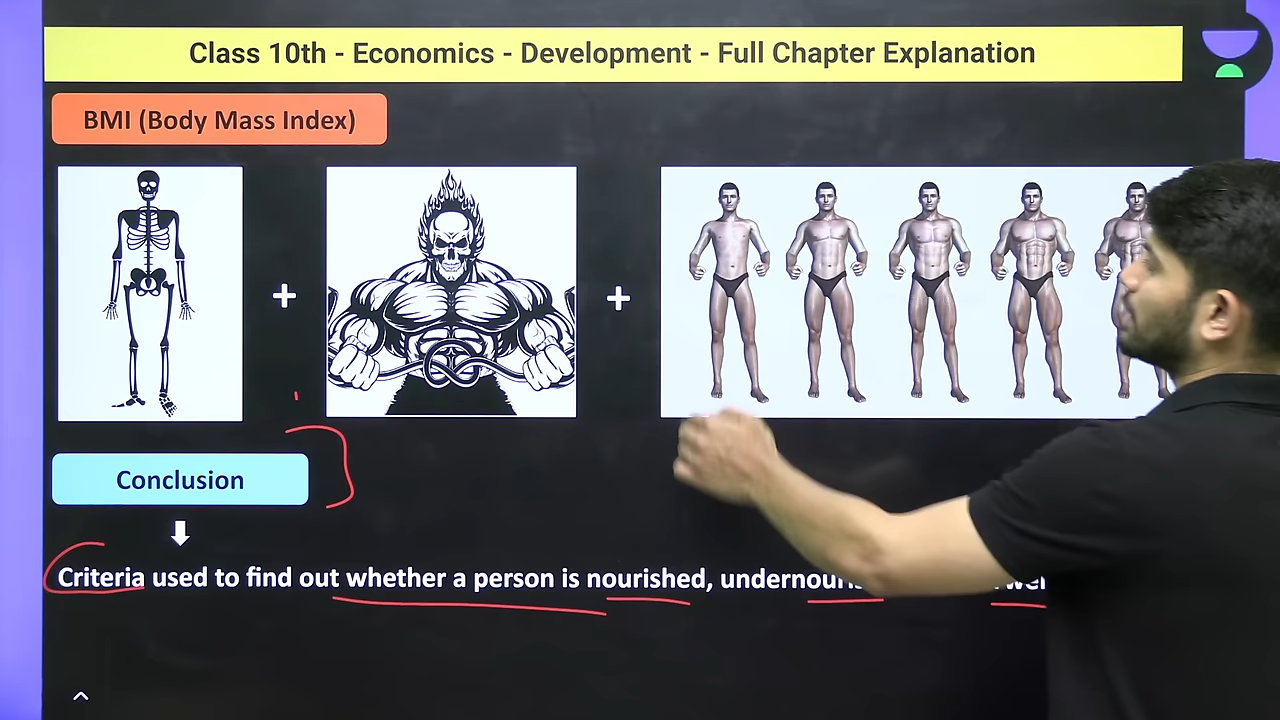 Class 10th - Economics - Development - Full Chapter Explanation
BMI (Body Mass Index)
+
+
Conclusion
Criteria used to find out whether a person is nourished,